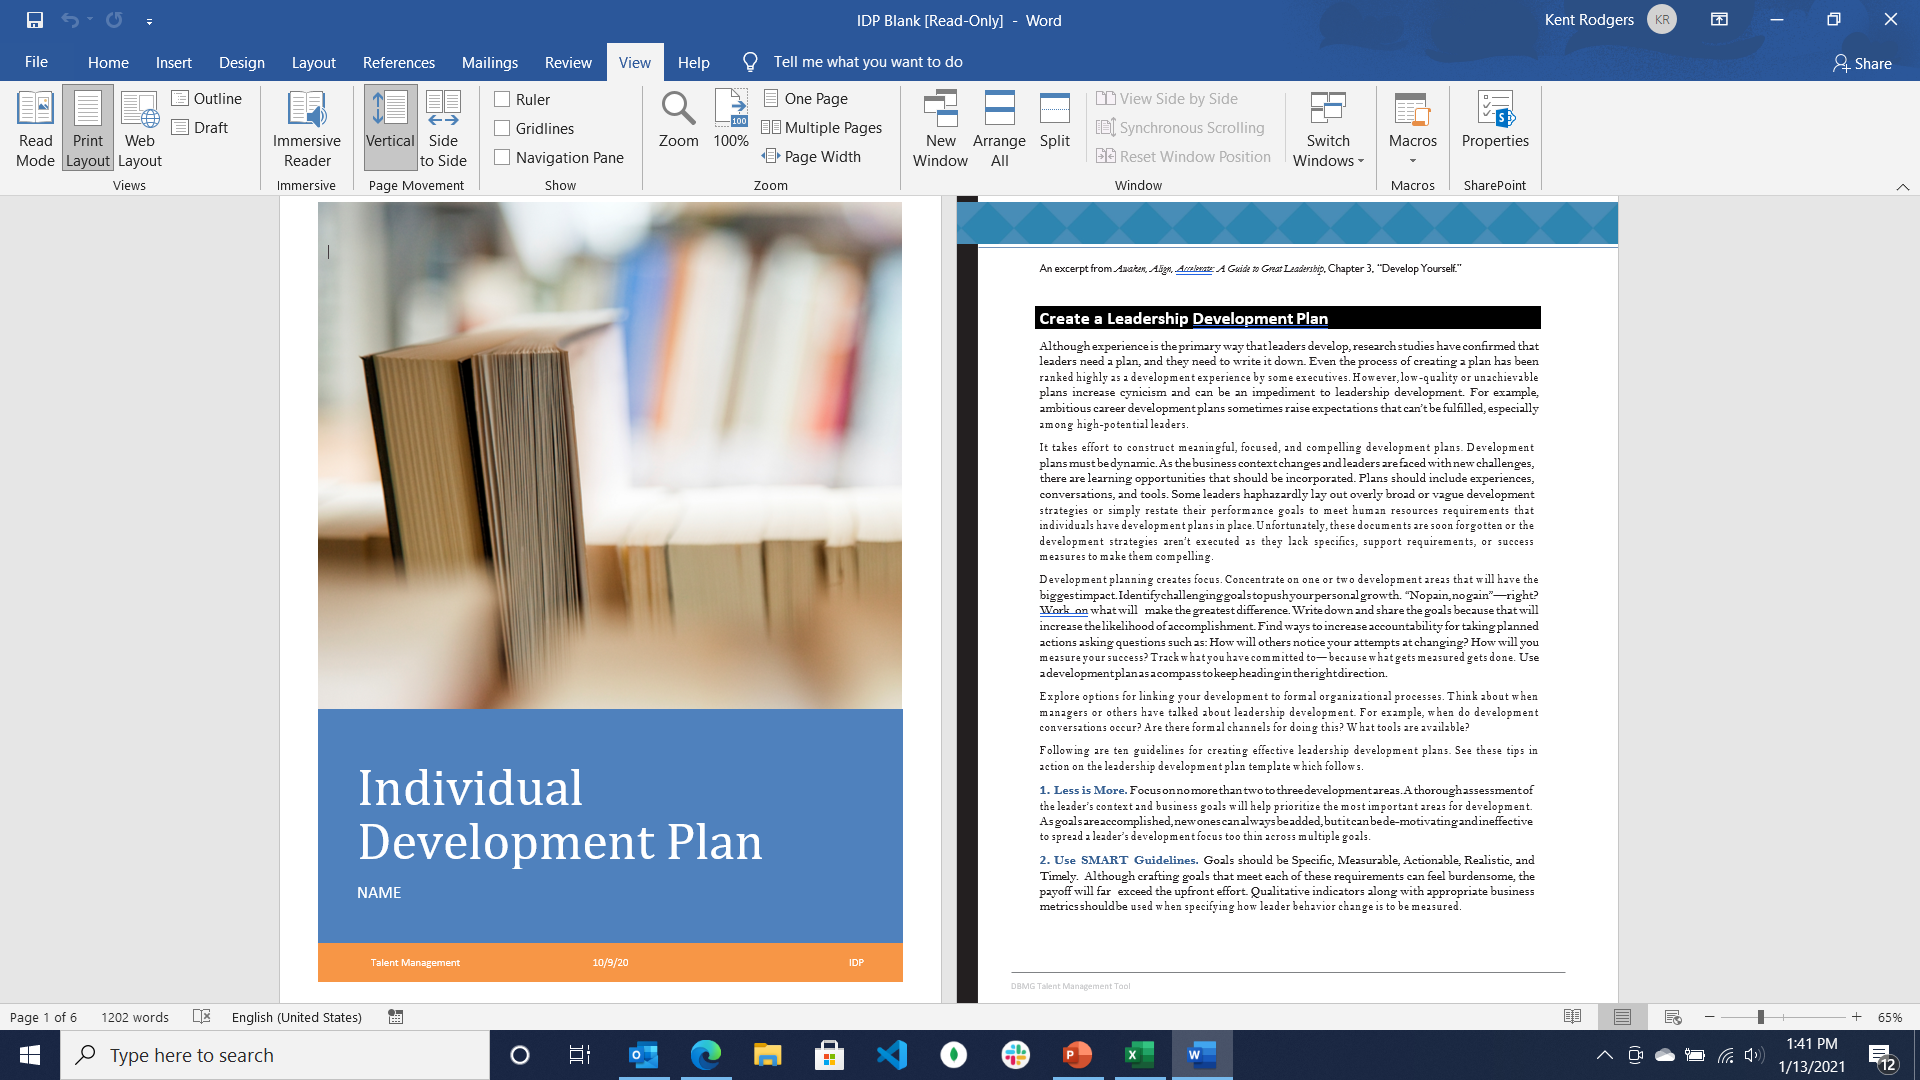 IDP Blank [Read-Only] - Word
Kent Rodgers KR
File Home Insert Design Layout References Mailings Review View Help Tell me what you want to do Share
Read Mode
Print Layout
Web Layout
Outline
Draft
Views
Immersive Reader
Immersive
Vertical
Side to Side
Page Movement
Ruler
Gridlines
Navigation Pane
Show
Zoom
100
100%
One Page
Multiple Pages
Page Width
Zoom
New Window
Arrange All
Split
View Side by Side
Synchronous Scrolling
Reset Window Position
Switch Windows
Window
Macros
Macros
Properties
SharePoint
Individual
Development Plan
NAME
Talent Management 10/9/20 IDP
An excerpt from Awaken, Align, Accelerate: A Guide to Great Leadership, Chapter 3, “Develop Yourself.”
Create a Leadership Development Plan
Although experience is the primary way that leaders develop, research studies have confirmed that
leaders need a plan, and they need to write it down. Even the process of creating a plan has been
ranked highly as a development experience by some executives. However, low-quality or unachievable
plans increase cynicism and can be an impediment to leadership development. For example,
ambitious career development plans sometimes raise expectations that can’t be fulfilled, especially
among high-potential leaders.
It takes effort to construct meaningful, focused, and compelling development plans. Development
plans must be dynamic. As the business context changes and leaders are faced with new challenges,
there are learning opportunities that should be incorporated. Plans should include experiences,
conversations, and tools. Some leaders haphazardly lay out overly broad or vague development
strategies or simply restate their performance goals to meet human resources requirements that
individuals have development plans in place. Unfortunately, these documents are soon forgotten or the
development strategies aren’t executed as they lack specifics, support requirements, or success
measures to make them compelling.
Development planning creates focus. Concentrate on one or two development areas that will have the
biggest impact. Identify challenging goals to push your personal growth. “No pain, no gain”—right?
Work on what will make the greatest difference. Write down and share the goals because that will
increase the likelihood of accomplishment. Find ways to increase accountability for taking planned
actions asking questions such as: How will others notice your attempts at changing? How will you
measure your success? Track what you have committed to— because what gets measured gets done. Use
a development plan as a compass to keep heading in the right direction.
Explore options for linking your development to formal organizational processes. Think about when
managers or others have talked about leadership development. For example, when do development
conversations occur? Are there formal channels for doing this? What tools are available?
Following are ten guidelines for creating effective leadership development plans. See these tips in
action on the leadership development plan template which follows.
1. Less is More. Focus on no more than two to three development areas. A thorough assessment of
the leader’s context and business goals will help prioritize the most important areas for development.
As goals are accomplished, new ones can always be added, but it can be de-motivating and ineffective
to spread a leader’s development focus too thin across multiple goals.
2. Use SMART Guidelines. Goals should be Specific, Measurable, Actionable, Realistic, and
Timely. Although crafting goals that meet each of these requirements can feel burdensome, the
payoff will far exceed the upfront effort. Qualitative indicators along with appropriate business
metrics should be used when specifying how leader behavior change is to be measured.
DBMG Talent Management Tool
Page 1 of 6 1202 words English (United States) 65%
Type here to search
1:41 PM
1/13/2021
12